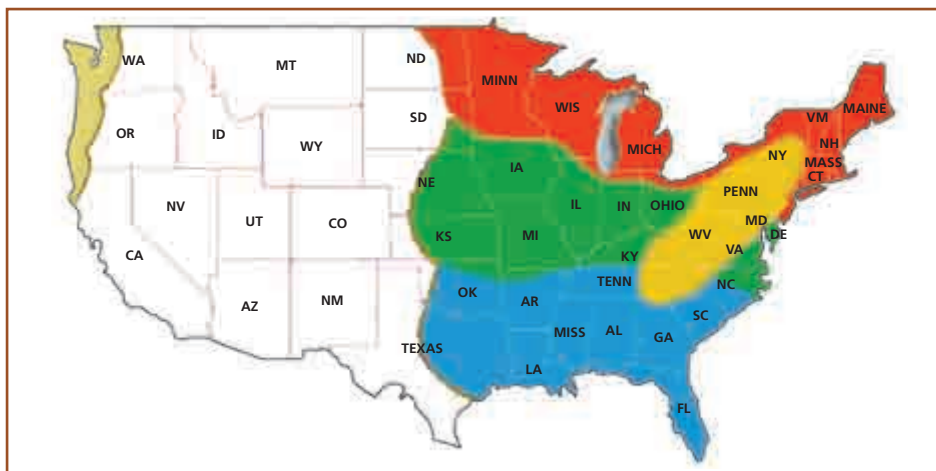 WA
MT
ND
MINN
OR
ID
SD
WIS
VM
MAINE
WY
MICH
NY
NH
MASS
CT
NE
IA
PENN
NV
UT
CO
IL
IN
OHIO
MD
DE
CA
KS
MI
KY
WV
VA
AZ
NM
OK
AR
TENN
NC
SC
TEXAS
MISS
AL
GA
LA
FL